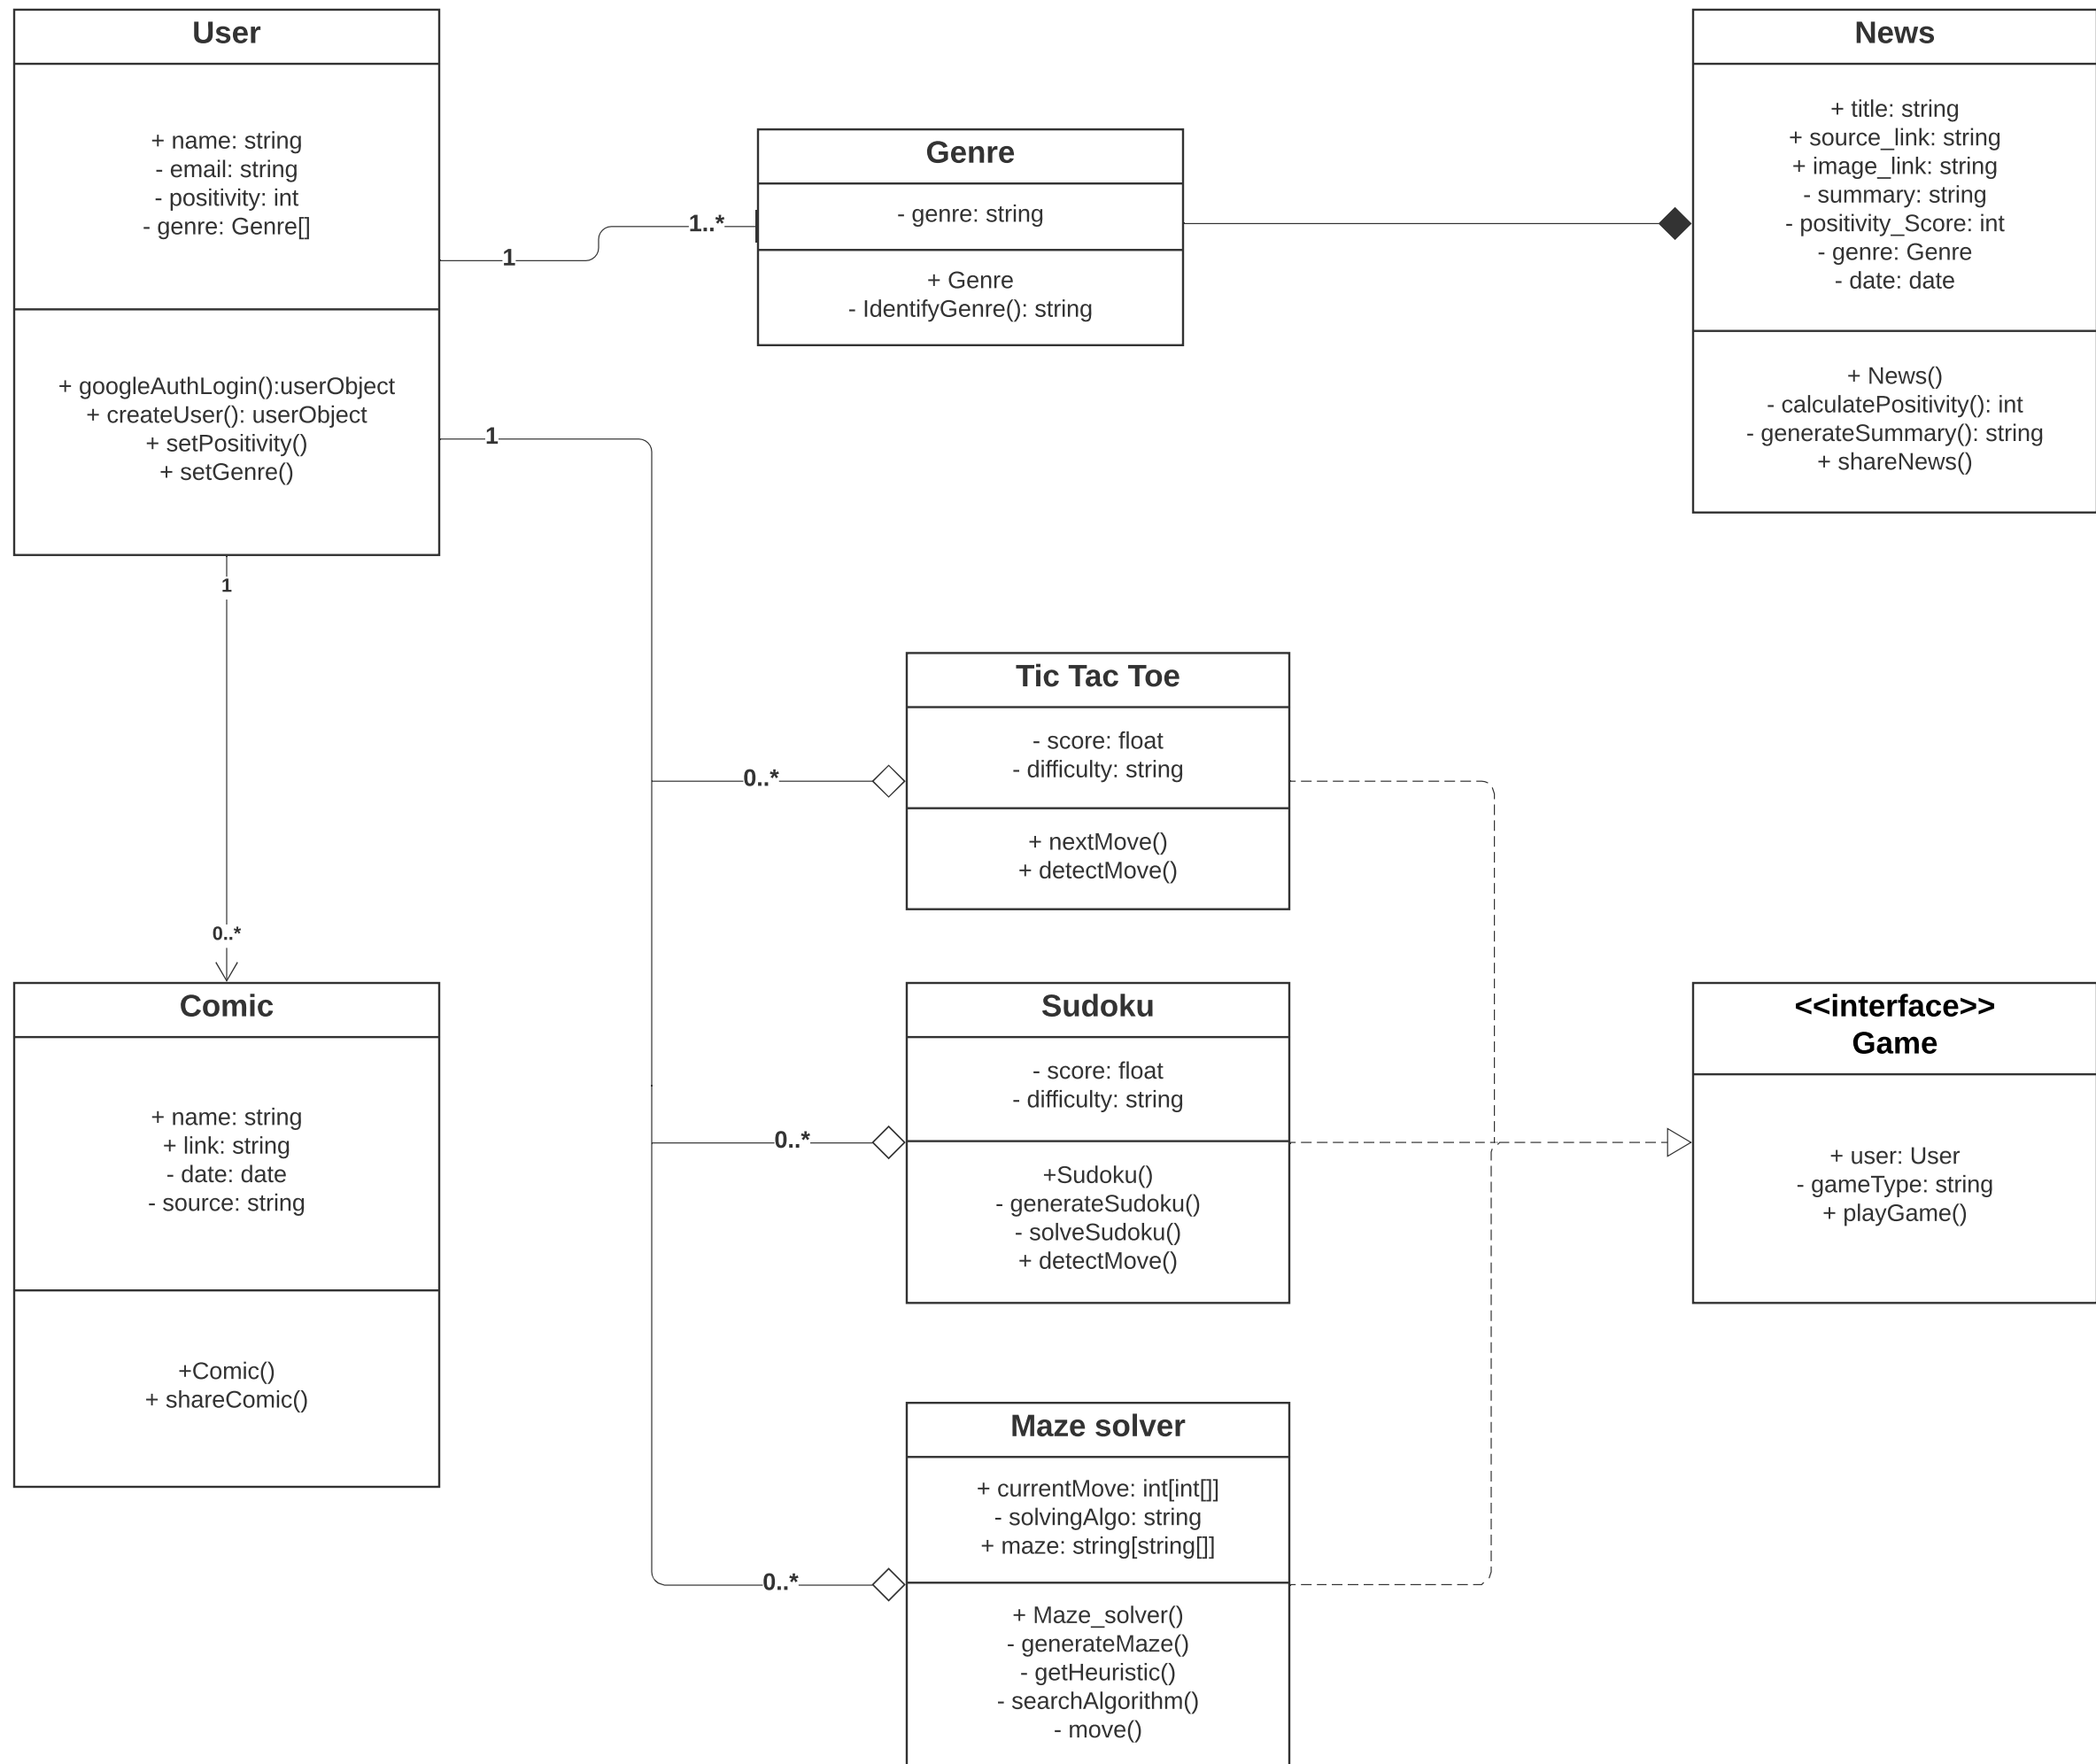 User
+ name: string
- email: string
- positivity: int
- genre: Genre[]
+ googleAuthLogin():userObject
+ createUser(): userObject
+ setPositivity()
+ setGenre()
1
1..*
Genre
- genre: string
+ Genre
- IdentifyGenre(): string
News
+ title: string
+ source_link: string
+ image_link: string
- summary: string
- positivity_Score: int
- genre: Genre
- date: date
+ News()
- calculatePositivity(): int
- generateSummary(): string
+ shareNews()
1
1
0..*
Comic
+ name: string
+ link: string
- date: date
- source: string
+Comic()
+ shareComic()
0..*
Tic Tac Toe
- score: float
- difficulty: string
+ nextMove()
+ detectMove()
0..*
Sudoku
- score: float
- difficulty: string
+Sudoku()
- generateSudoku()
- solveSudoku()
+ detectMove()
0..*
Maze solver
+ currentMove: int[int[]]
- solvingAlgo: string
+ maze: string[string[]]
+ Maze_solver()
- generateMaze()
- getHeuristic()
- searchAlgorithm()
- move()
<<interface>>
Game
+ user: User
- gameType: string
+ playGame()